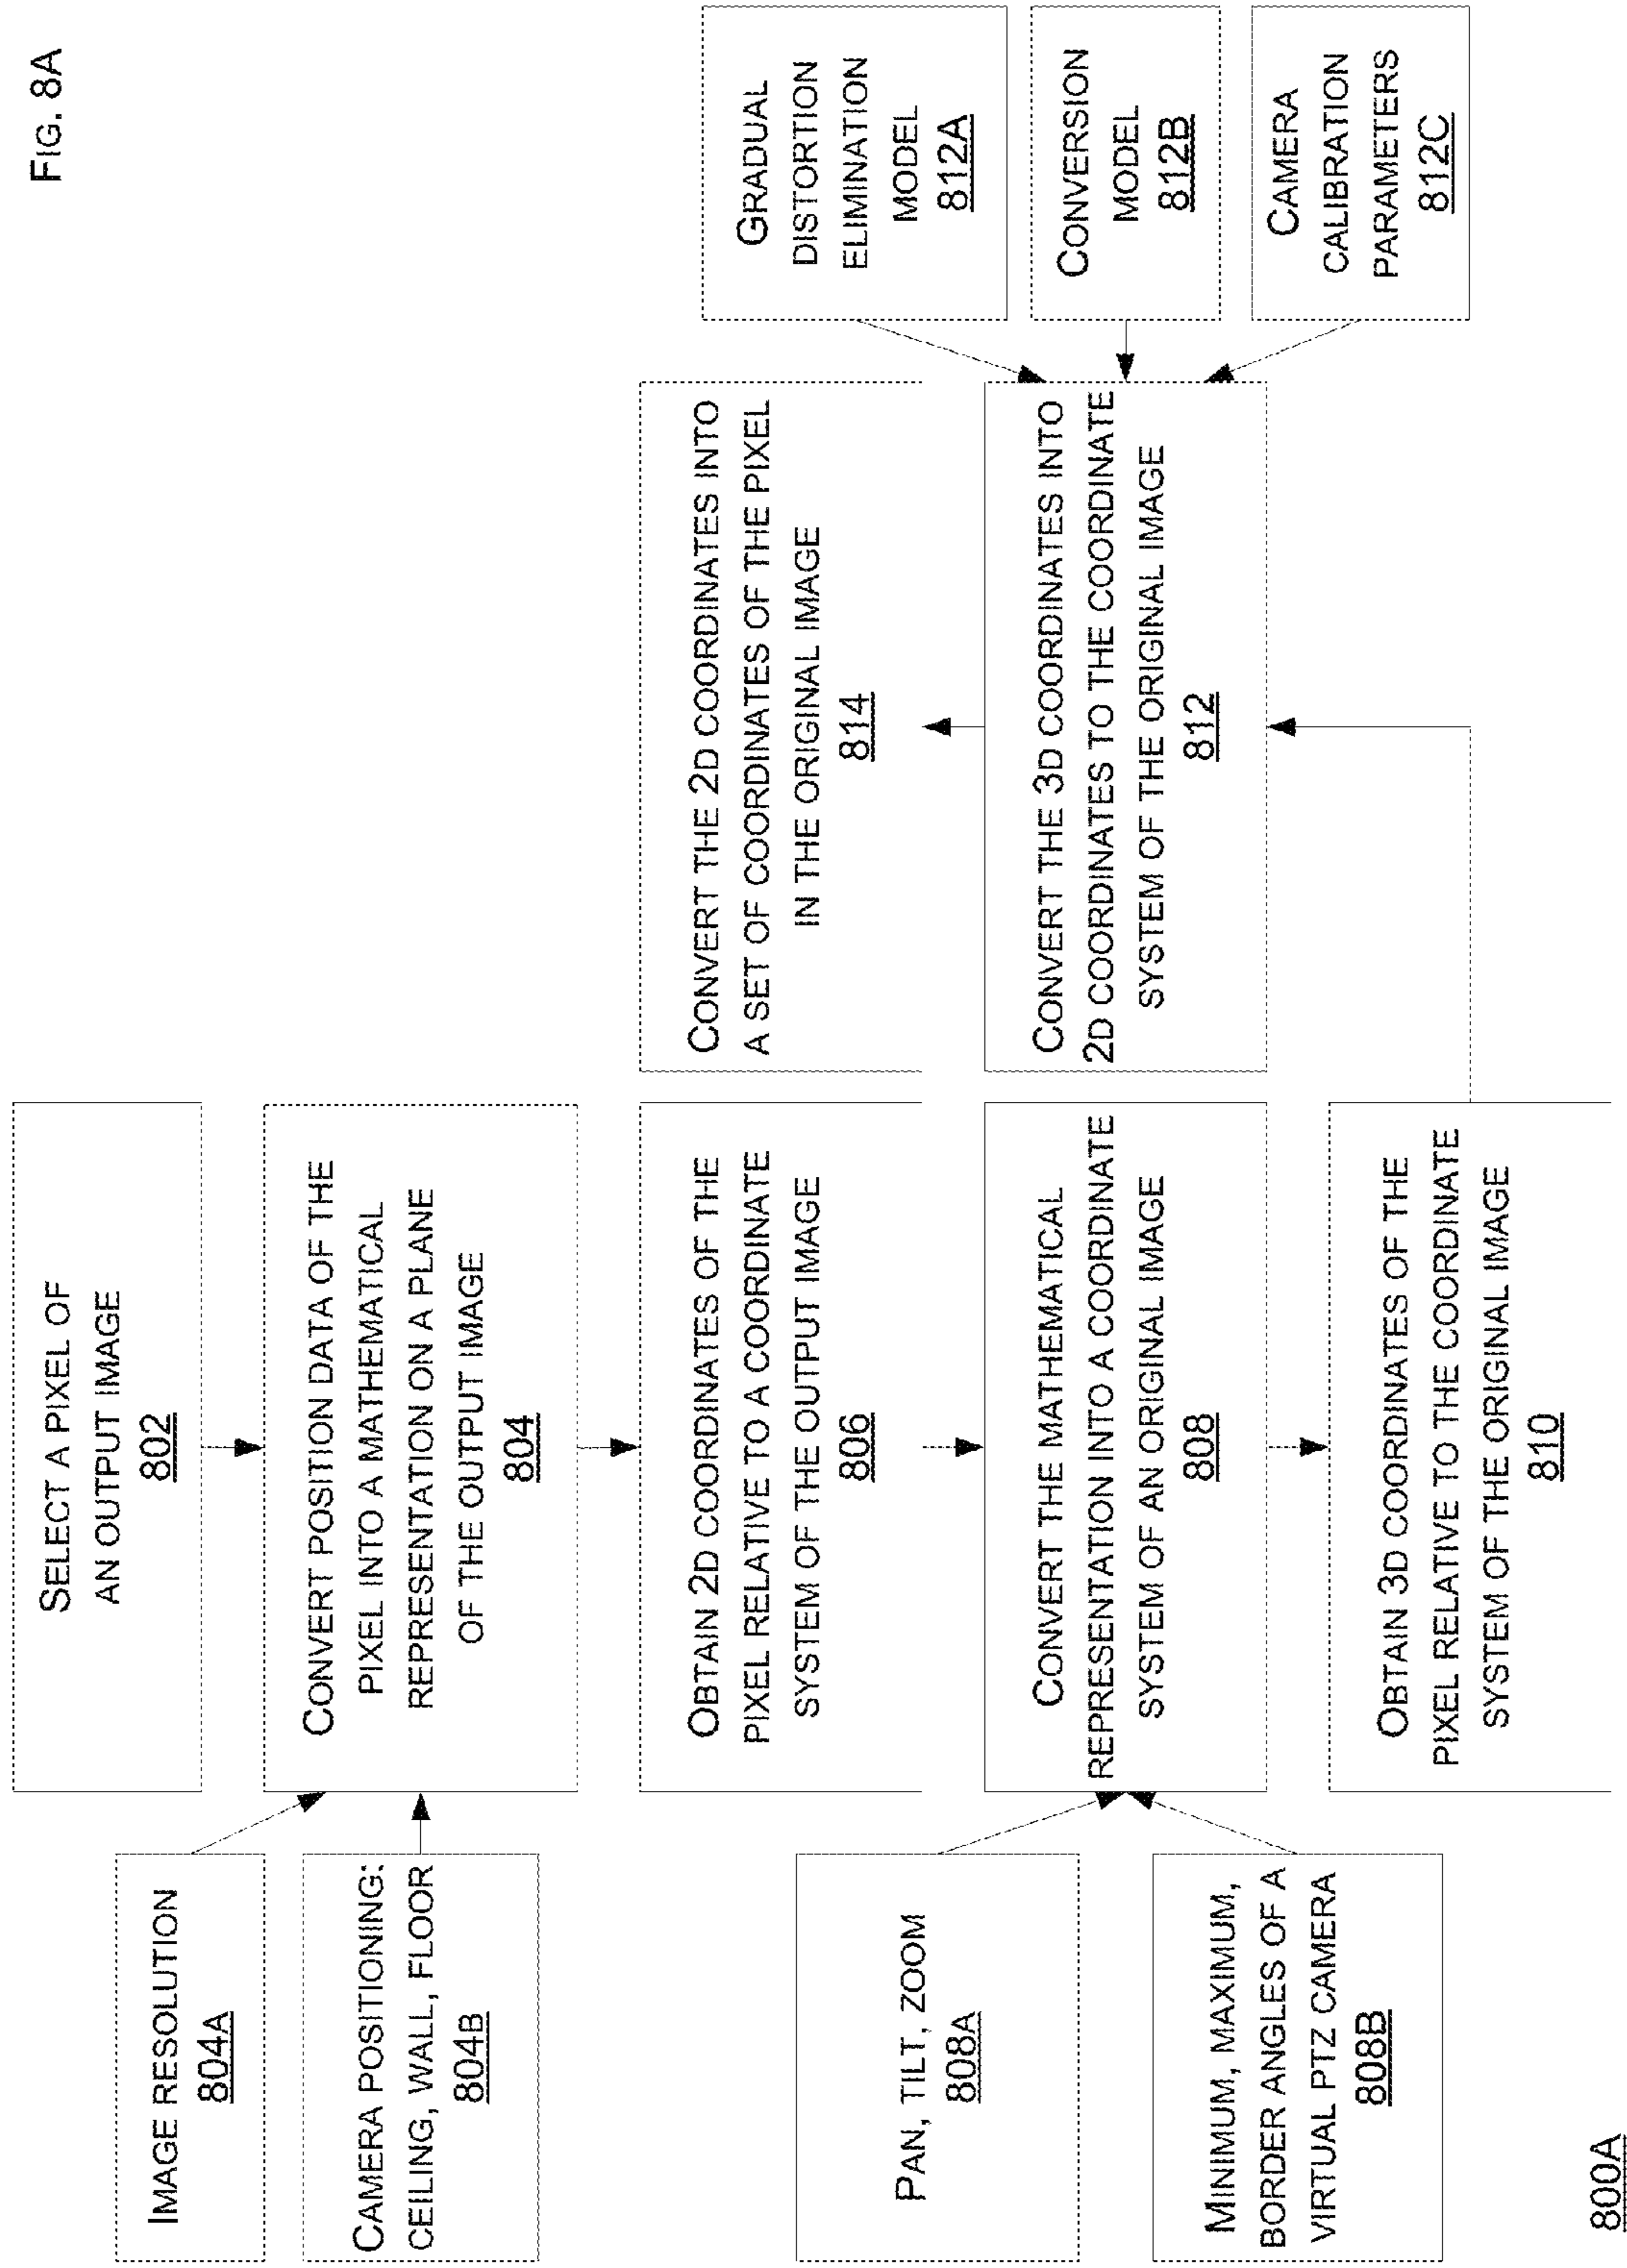 FIG. 8A
SELECT A PIXEL OF
AN OUTPUT IMAGE
802
IMAGE RESOLUTION
804A
CAMERA POSITIONING:
CEILING, WALL, FLOOR
804B
CONVERT POSITION DATA OF THE
PIXEL INTO A MATHEMATICAL
REPRESENTATION ON A PLANE
OF THE OUTPUT IMAGE
804
OBTAIN 2D COORDINATES OF THE
PIXEL RELATIVE TO A COORDINATE
SYSTEM OF THE OUTPUT IMAGE
806
PAN, TILT, ZOOM
808A
MINIMUM, MAXIMUM,
BORDER ANGLES OF A
VIRTUAL PTZ CAMERA
808B
CONVERT THE MATHEMATICAL
REPRESENTATION INTO A COORDINATE
SYSTEM OF AN ORIGINAL IMAGE
808
OBTAIN 3D COORDINATES OF THE
PIXEL RELATIVE TO THE COORDINATE
SYSTEM OF THE ORIGINAL IMAGE
810
CONVERT THE 2D COORDINATES INTO
A SET OF COORDINATES OF THE PIXEL
IN THE ORIGINAL IMAGE
814
CONVERT THE 3D COORDINATES INTO
2D COORDINATES TO THE COORDINATE
SYSTEM OF THE ORIGINAL IMAGE
812
GRADUAL
DISTORTION
ELIMINATION
MODEL
812A
CONVERSION
MODEL
812B
CAMERA
CALIBRATION
PARAMETERS
812C
800A